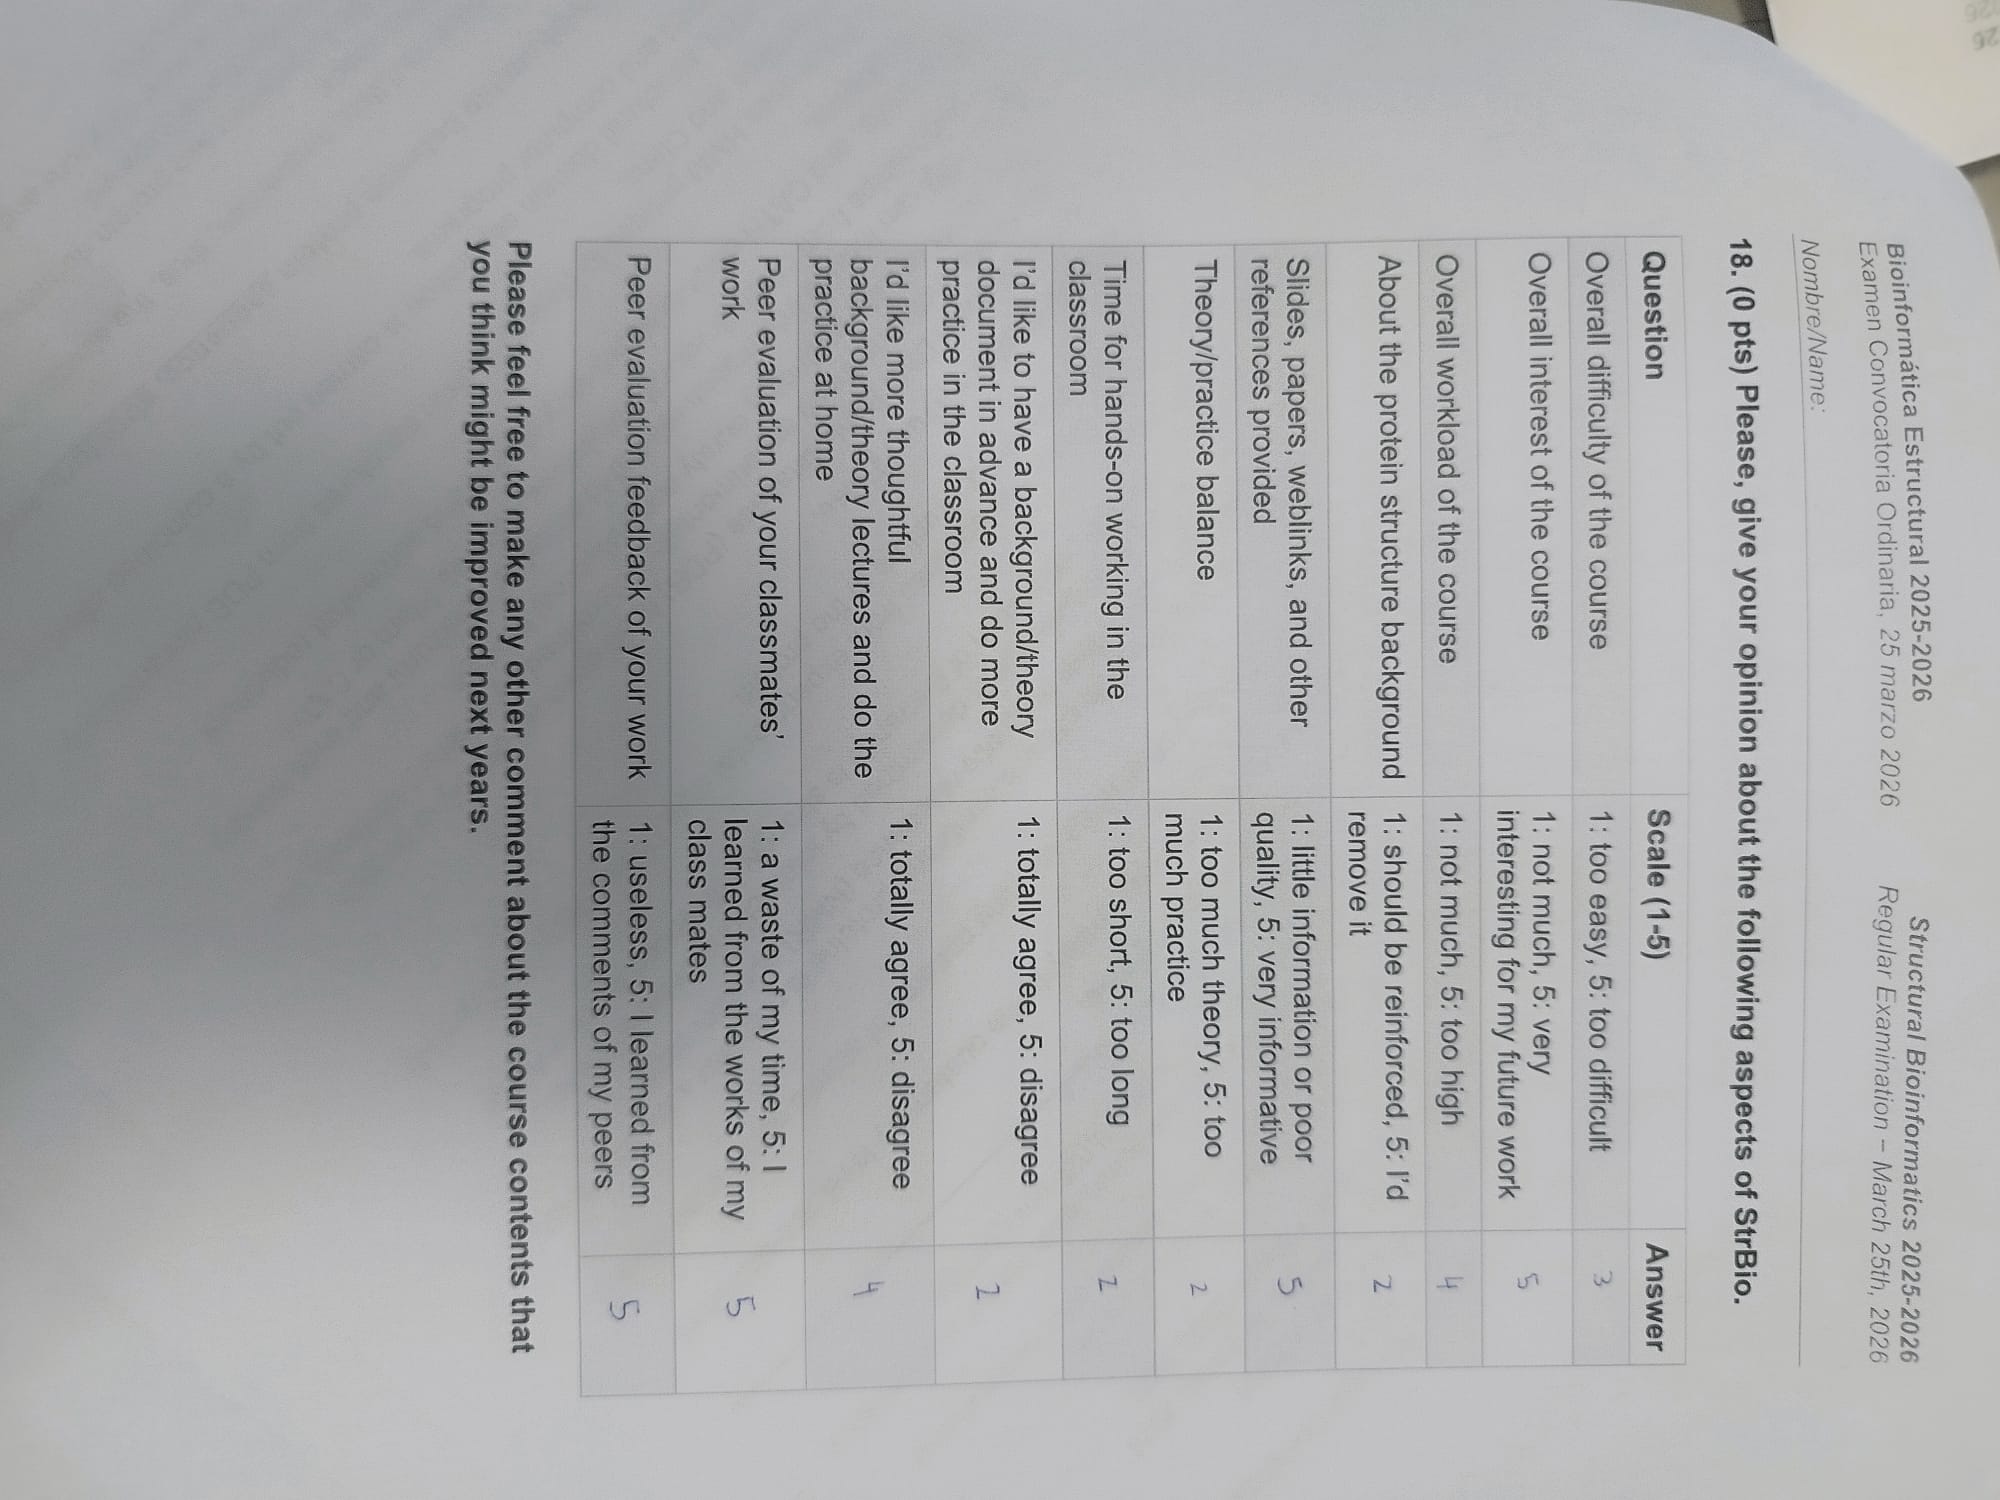 Bioinformática Estructural 2025-2026 Structural Bioinformatics 2025-2026
Examen Convocatoria Ordinaria, 25 marzo 2026 Regular Examination – March 25th, 2026
Nombre/Name:
18. (0 pts) Please, give your opinion about the following aspects of StrBio.
Question Scale (1-5) Answer
Overall difficulty of the course 1: too easy, 5: too difficult 3
Overall interest of the course 1: not much, 5: very
interesting for my future work 5
Overall workload of the course 1: not much, 5: too high 4
About the protein structure background 1: should be reinforced, 5: I'd
remove it 2
Slides, papers, weblinks, and other
references provided
1: little information or poor
quality, 5: very informative 5
Theory/practice balance 1: too much theory, 5: too
much practice 2
Time for hands-on working in the
classroom
1: too short, 5: too long 2
I'd like to have a background/theory
document in advance and do more
practice in the classroom
1: totally agree, 5: disagree 2
I'd like more thoughtful
background/theory lectures and do the
practice at home
1: totally agree, 5: disagree 4
Peer evaluation of your classmates'
work
1: a waste of my time, 5: I
learned from the works of my
class mates 5
Peer evaluation feedback of your work 1: useless, 5: I learned from
the comments of my peers 5
Please feel free to make any other comment about the course contents that
you think might be improved next years.